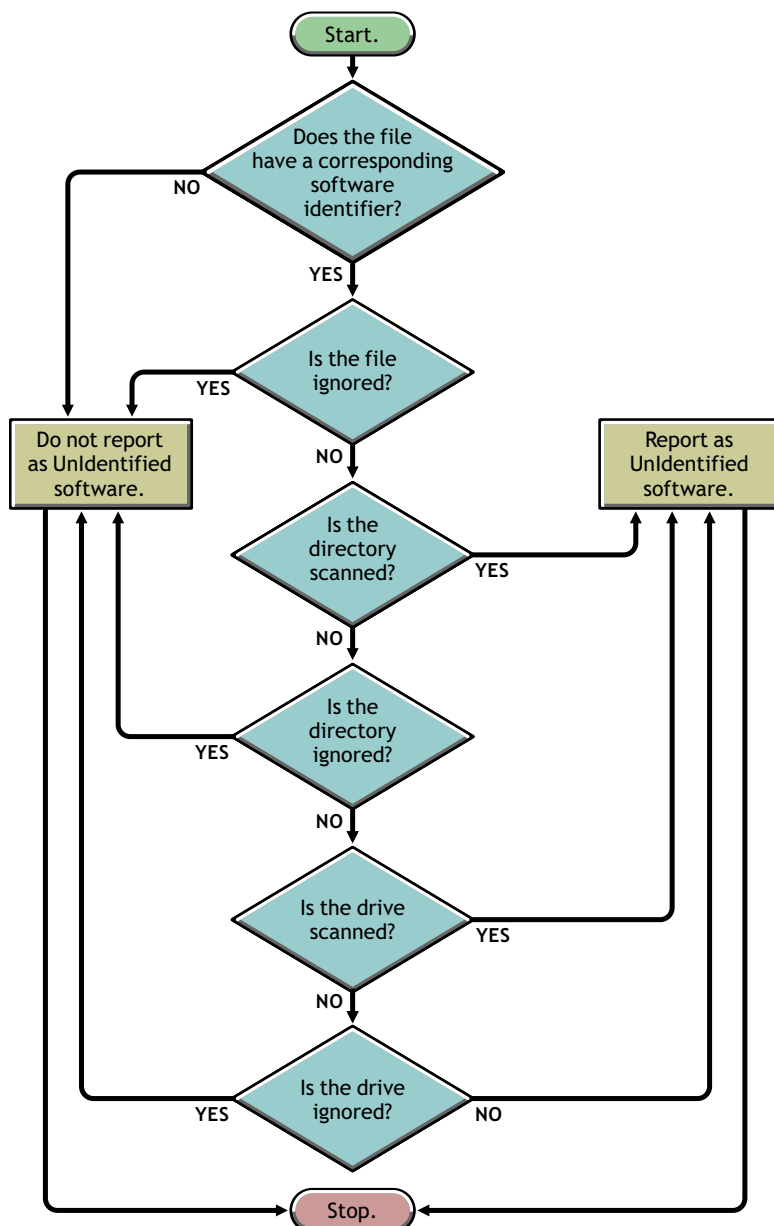 Start.
Does the file
have a corresponding
software
identifier?
NO
YES
Is the file
ignored?
YES
NO
Do not report
as UnIdentified
software.
Report as
UnIdentified
software.
Is the
directory
scanned?
YES
NO
Is the
directory
ignored?
YES
NO
Is the drive
scanned?
YES
NO
Is the drive
ignored?
YES
NO
Stop.